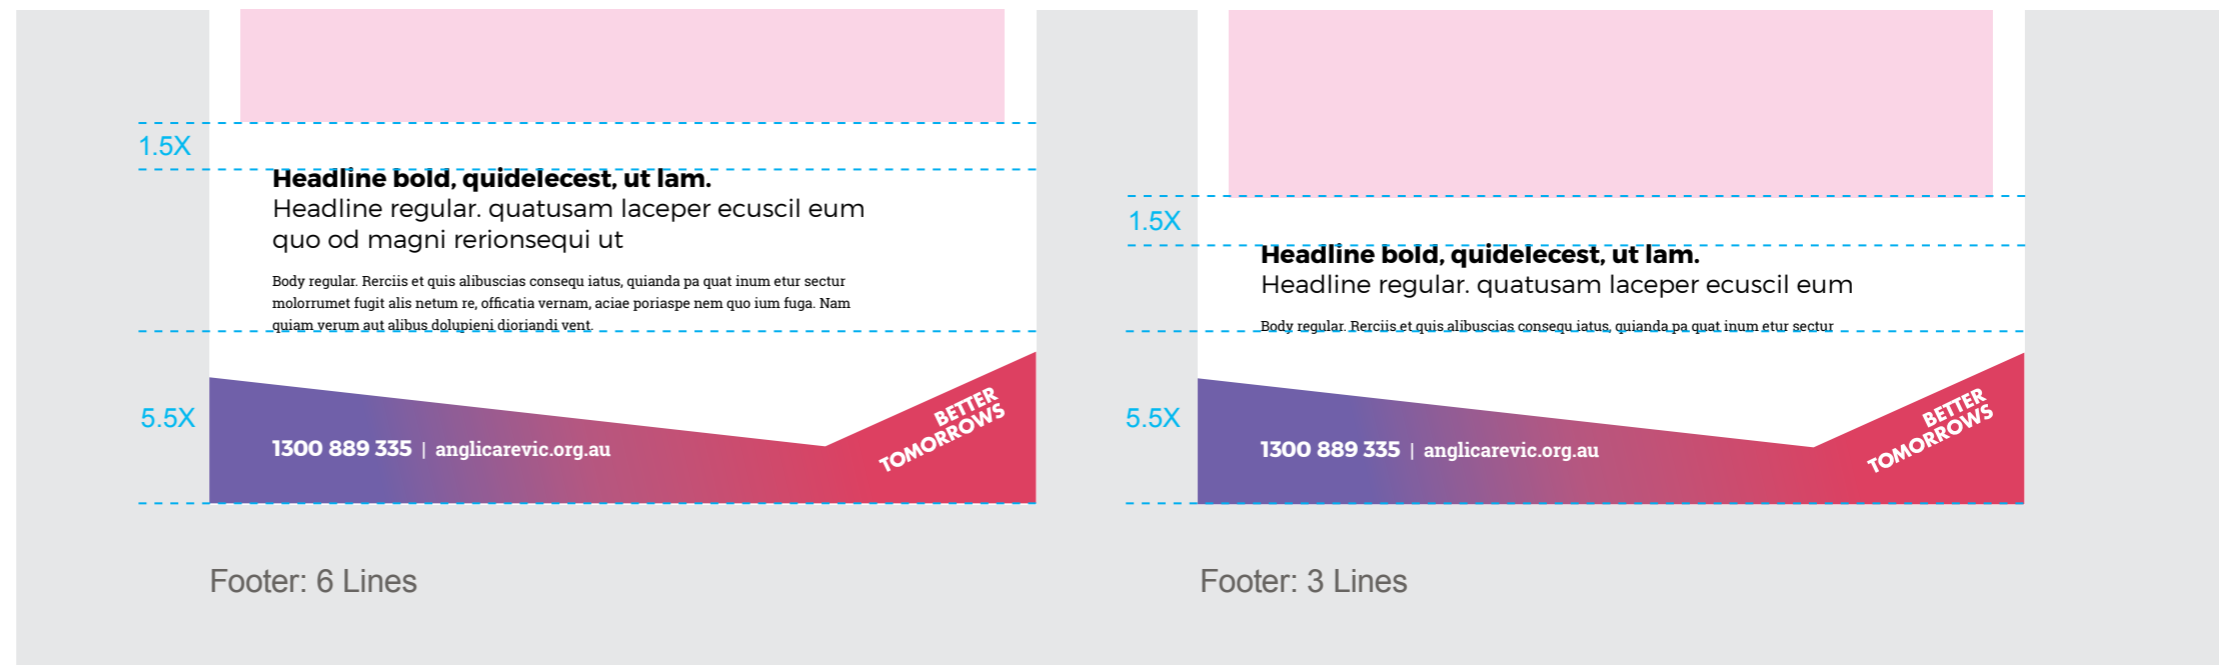 1.5X
Headline bold, quidelecest, ut lam.
Headline regular. quatusam laceper ecuscil eum
quo od magni rerionsequi ut
Body regular. Rerciis et quis alibuscias consequ iatus, quianda pa quat inum etur sectur
molorrumet fugit alis netum re, officatia vernam, aciae poriaspe nem quo ium fuga. Nam
quiam verum aut alibus dolupieni dioriandi vent.
5.5X
1300 889 335 | anglicarevic.org.au
BETTER
TOMORROWS
Footer: 6 Lines
1.5X
Headline bold, quidelecest, ut lam.
Headline regular. quatusam laceper ecuscil eum
Body regular. Rerciis et quis alibuscias consequ iatus, quianda pa quat inum etur sectur
5.5X
1300 889 335 | anglicarevic.org.au
BETTER
TOMORROWS
Footer: 3 Lines